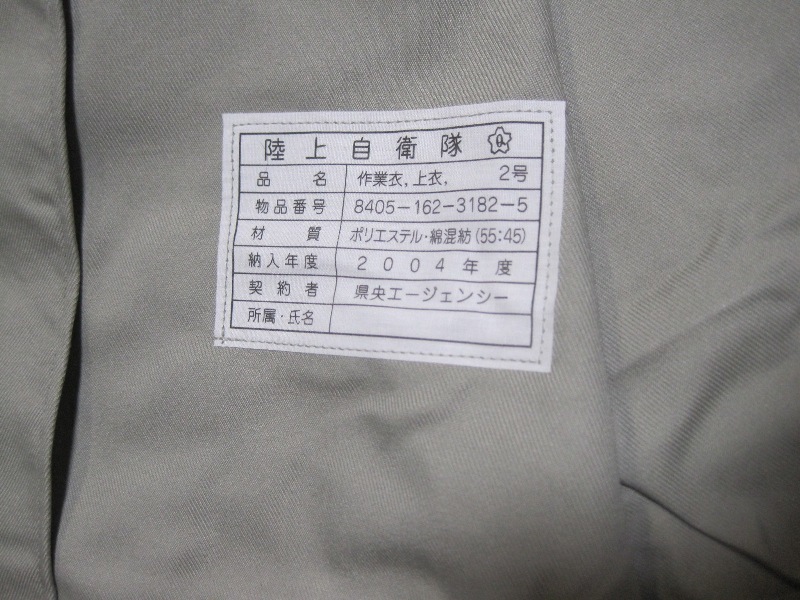 陸上自衛隊 Q
品名 作業衣,上衣, 2号
物品番号 8405-162-3182-5
材質 ポリエステル・綿混紡(55:45)
納入年度 2004年度
契約者 県央エージェンシー
所属・氏名